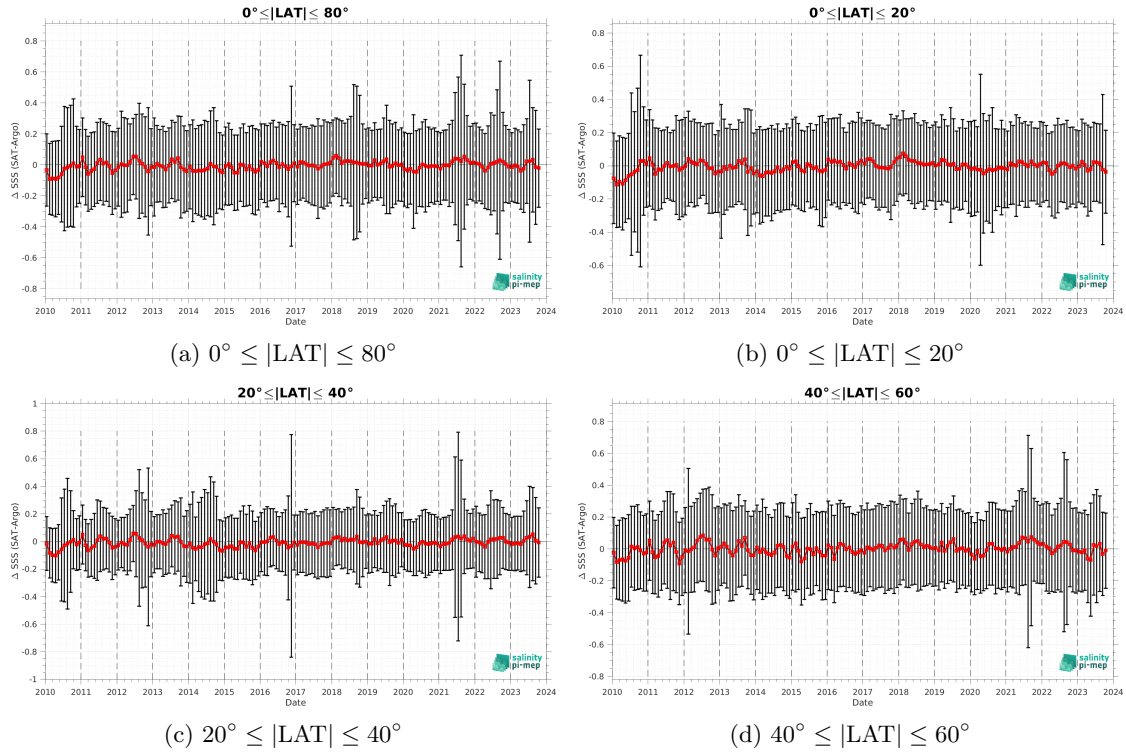 0°≤|LAT|≤ 80°
0.8
0.6
0.4
0.2
0
-0.2
-0.4
-0.6
-0.8
Δ SSS (SAT-Argo)
salinity
pi-mep
2010 2011 2012 2013 2014 2015 2016 2017 2018 2019 2020 2021 2022 2023 2024
Date
(a) 0° ≤ |LAT| ≤ 80°
0°≤|LAT|≤ 20°
0.8
0.6
0.4
0.2
0
-0.2
-0.4
-0.6
Δ SSS (SAT-Argo)
salinity
pi-mep
2010 2011 2012 2013 2014 2015 2016 2017 2018 2019 2020 2021 2022 2023 2024
Date
(b) 0° ≤ |LAT| ≤ 20°
20°≤|LAT|≤ 40°
1
0.8
0.6
0.4
0.2
0
-0.2
-0.4
-0.6
-0.8
-1
Δ SSS (SAT-Argo)
salinity
pi-mep
2010 2011 2012 2013 2014 2015 2016 2017 2018 2019 2020 2021 2022 2023 2024
Date
(c) 20° ≤ |LAT| ≤ 40°
40°≤|LAT|≤ 60°
0.8
0.6
0.4
0.2
0
-0.2
-0.4
-0.6
-0.8
Δ SSS (SAT-Argo)
salinity
pi-mep
2010 2011 2012 2013 2014 2015 2016 2017 2018 2019 2020 2021 2022 2023 2024
Date
(d) 40° ≤ |LAT| ≤ 60°